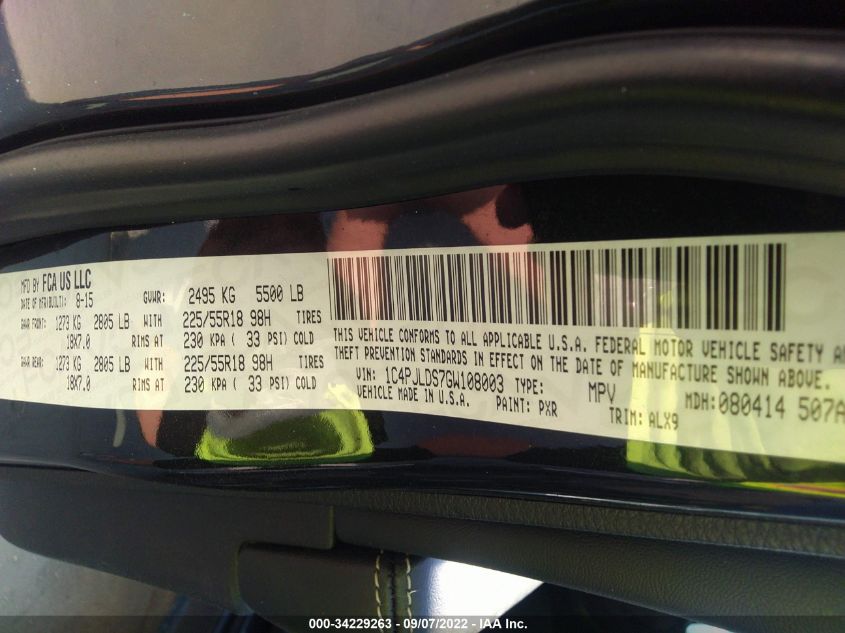 MFD BY FCA US LLC
DATE OF MFR(BUILT): 8-15 GVWR: 2495 KG 5500 LB
GAWR FRONT: 1273 KG 2805 LB WITH 225/55R18 98H TIRES
18X7.0 RIMS AT 230 KPA ( 33 PSI) COLD
GAWR REAR: 1273 KG 2805 LB WITH 225/55R18 98H TIRES
18X7.0 RIMS AT 230 KPA ( 33 PSI) COLD
THIS VEHICLE CONFORMS TO ALL APPLICABLE U.S.A. FEDERAL MOTOR VEHICLE SAFETY
THEFT PREVENTION STANDARDS IN EFFECT ON THE DATE OF MANUFACTURE SHOWN ABOVE.
VIN: 1C4PJLDS7GW108003 TYPE: MPV MDH:080414 507A
VEHICLE MADE IN U.S.A. PAINT: PXR TRIM: ALX9
000-34229263 - 09/07/2022 - IAA Inc.